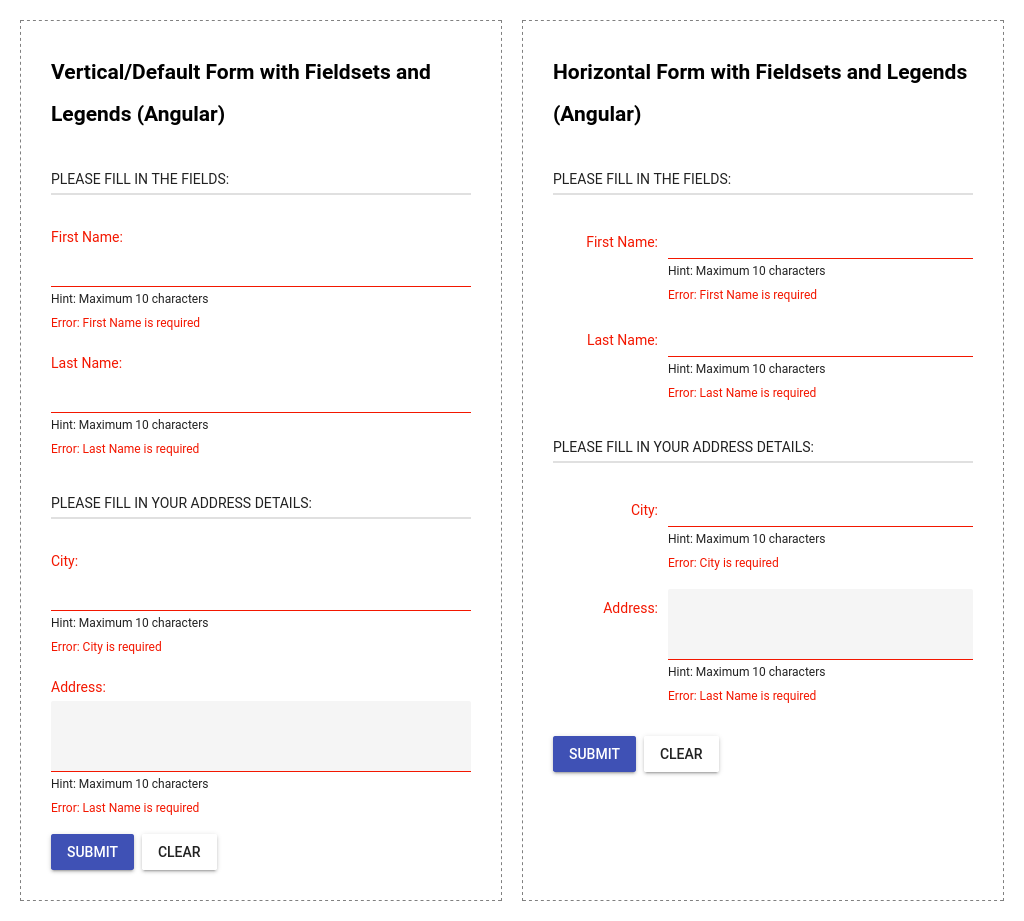 Vertical/Default Form with Fieldsets and
Legends (Angular)
PLEASE FILL IN THE FIELDS:
First Name:
Hint: Maximum 10 characters
Error: First Name is required
Last Name:
Hint: Maximum 10 characters
Error: Last Name is required
PLEASE FILL IN YOUR ADDRESS DETAILS:
City:
Hint: Maximum 10 characters
Error: City is required
Address:
Hint: Maximum 10 characters
Error: Last Name is required
SUBMIT CLEAR
Horizontal Form with Fieldsets and Legends
(Angular)
PLEASE FILL IN THE FIELDS:
First Name:
Hint: Maximum 10 characters
Error: First Name is required
Last Name:
Hint: Maximum 10 characters
Error: Last Name is required
PLEASE FILL IN YOUR ADDRESS DETAILS:
City:
Hint: Maximum 10 characters
Error: City is required
Address:
Hint: Maximum 10 characters
Error: Last Name is required
SUBMIT CLEAR